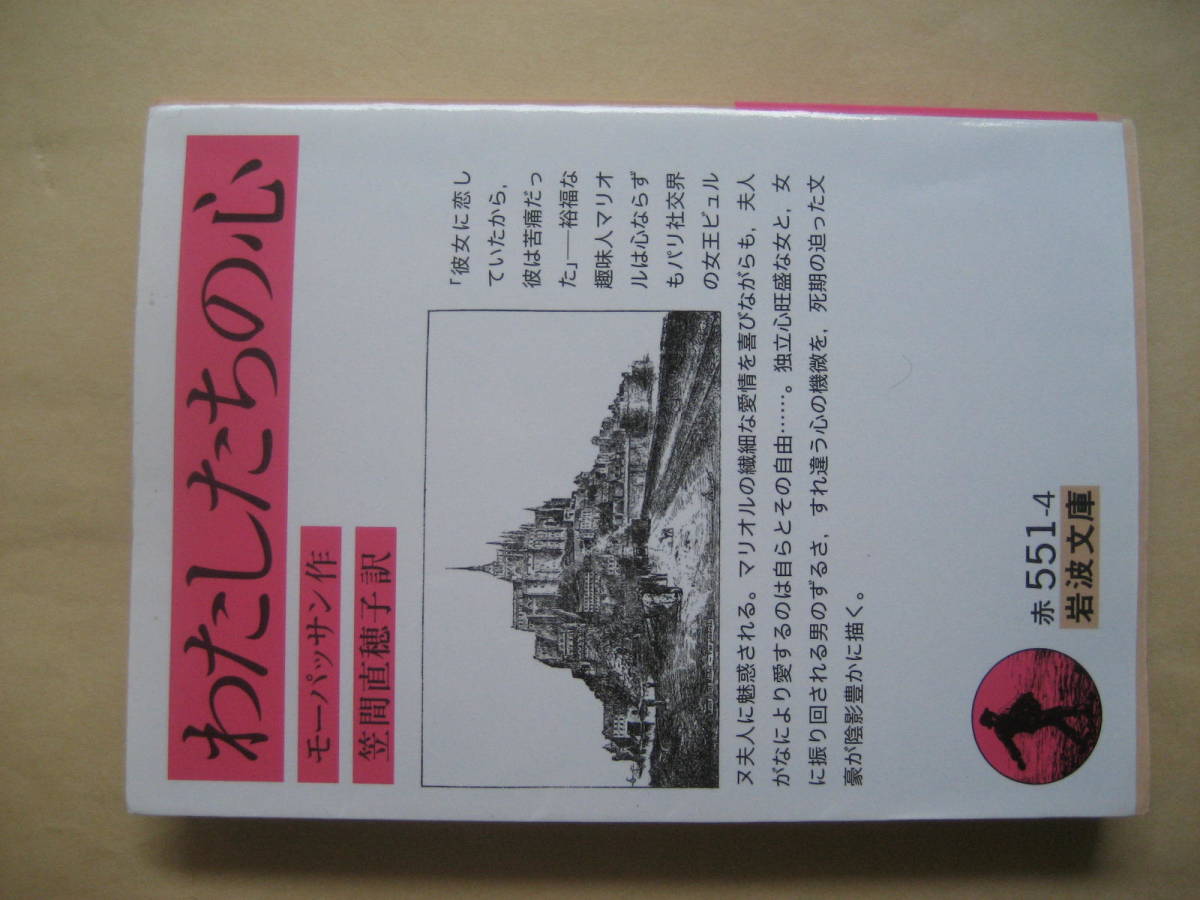 わたしたちの心
モーパッサン作
笠間直穂子訳
「彼女に恋し
ていたから，
彼は苦痛だっ
た」―裕福な
趣味人マリオ
ルは心ならず
もパリ社交界
の女王ビュル
ヌ夫人に魅惑される。マリオルの繊細な愛情を喜びながらも，夫人
がなにより愛するのは自らとその自由……。独立心旺盛な女と，女
に振り回される男のずるさ，すれ違う心の機微を，死期の迫った文
豪が陰影豊かに描く。
赤 551-4
岩波文庫